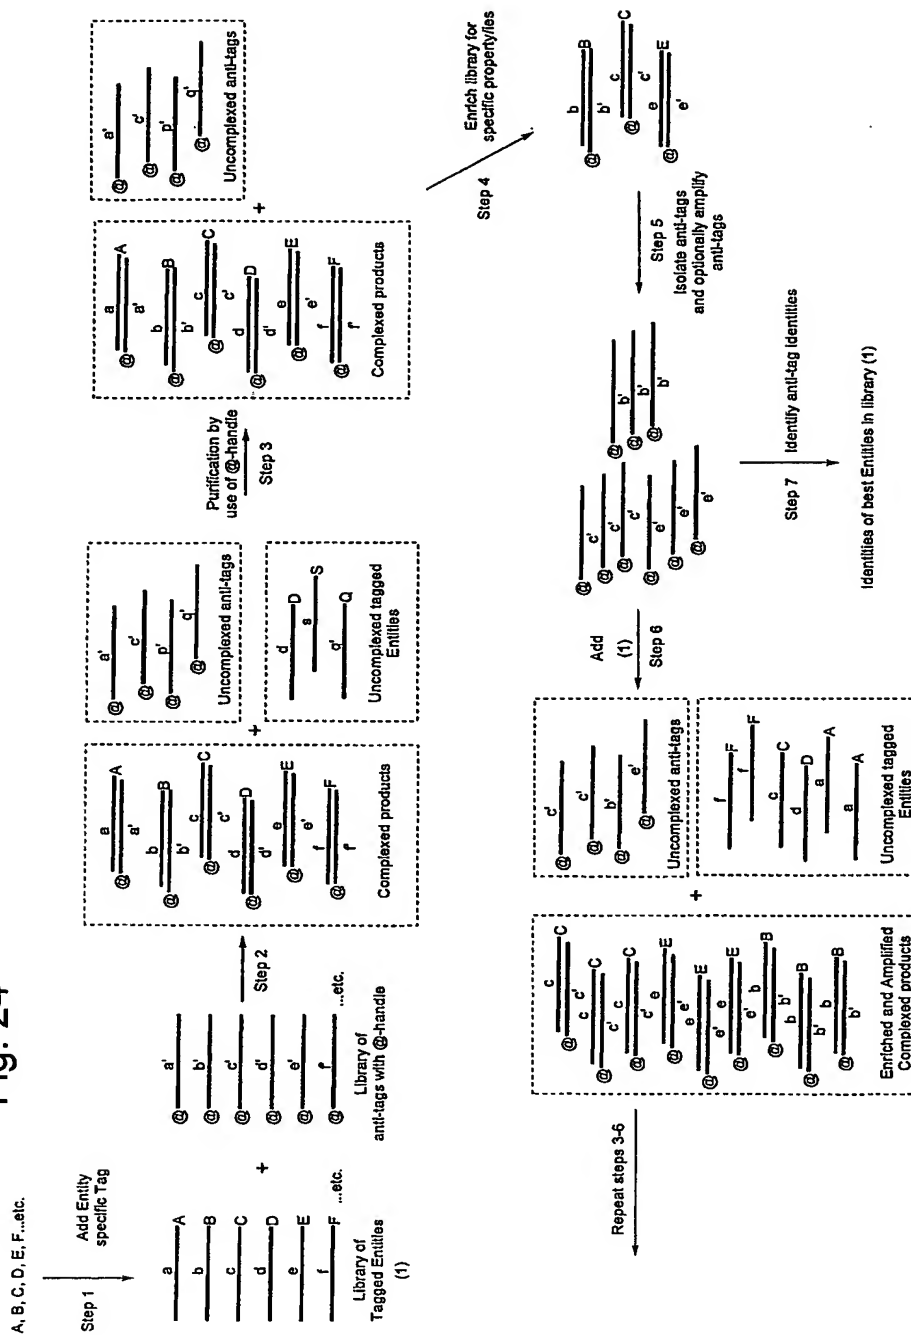 Fig. 24
A, B, C, D, E, F...etc.
Step 1
Add Entity
specific Tag
a A
b B
c C
d D
e E
f F ...etc.
Library of
Tagged Entities
(1)
+
@ a'
@ b'
@ c'
@ d'
@ e'
@ f' ...etc.
Library of
anti-tags with @-handle
Step 2
a A
@ a'
b B
@ b'
c C
@ c'
d D
@ d'
e E
@ e'
f F
@ f'
Complexed products
+
@ a'
@ c'
@ p'
@ q'
Uncomplexed anti-tags
d D
s S
q' Q
Uncomplexed tagged
Entities
Purification by
use of @-handle
Step 3
a A
@ a'
b B
@ b'
c C
@ c'
d D
@ d'
e E
@ e'
f F
@ f'
Complexed products
+
@ a'
@ c'
@ p'
@ q'
Uncomplexed anti-tags
Step 4
Enrich library for
specific property/ies
b B
@ b'
c C
@ c'
e E
@ e'
Step 5
Isolate anti-tags
and optionally amplify
anti-tags
@ c'
@ c'
@ c'
@ e'
@ e'
@ e'
@ b'
@ b'
@ b'
Step 7
Identify anti-tag identities
Identities of best Entities in library (1)
Add
(1)
Step 6
@ c'
@ c'
@ b'
@ e'
Uncomplexed anti-tags
f F
f F
c C
d D
a A
a A
Uncomplexed tagged
Entities
+
c C
@ c'
c C
@ c'
c C
@ c'
e E
@ e'
e E
@ e'
e E
@ e'
b B
@ b'
b B
@ b'
b B
@ b'
Enriched and Amplified
Complexed products
Repeat steps 3-6